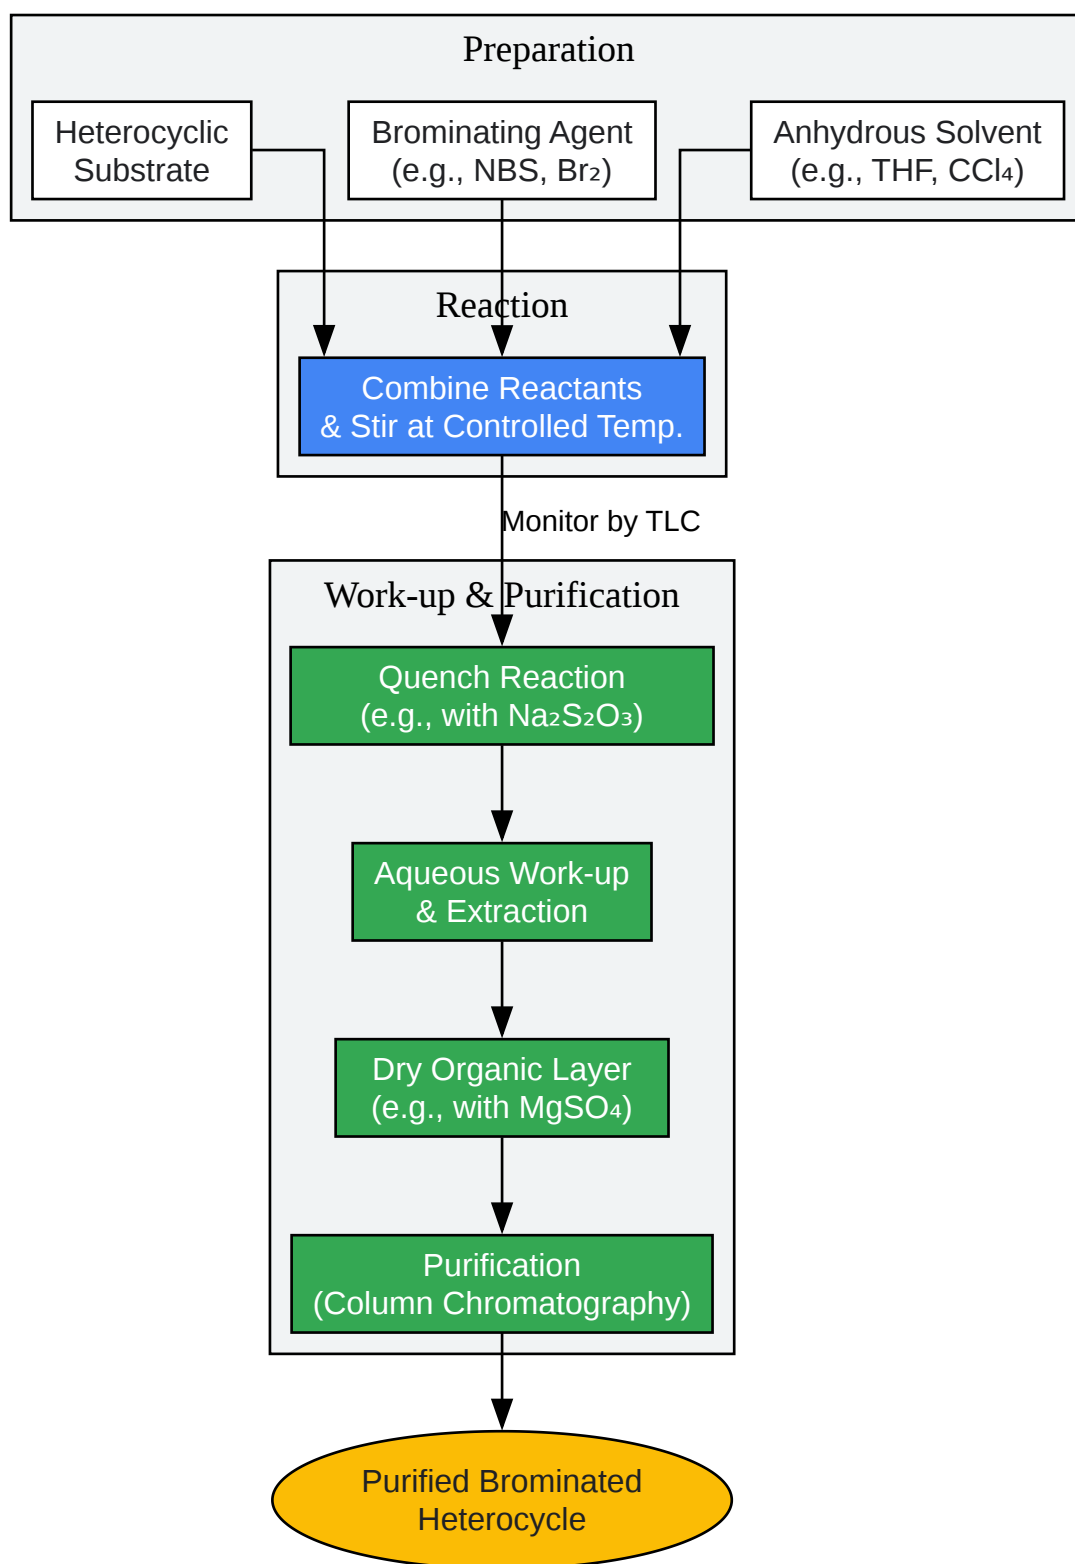 Preparation
Heterocyclic
Substrate
Brominating Agent
(e.g., NBS, Br₂)
Anhydrous Solvent
(e.g., THF, CCl₄)
Reaction
Combine Reactants
& Stir at Controlled Temp.
Monitor by TLC
Work-up & Purification
Quench Reaction
(e.g., with Na₂S₂O₃)
Aqueous Work-up
& Extraction
Dry Organic Layer
(e.g., with MgSO₄)
Purification
(Column Chromatography)
Purified Brominated
Heterocycle